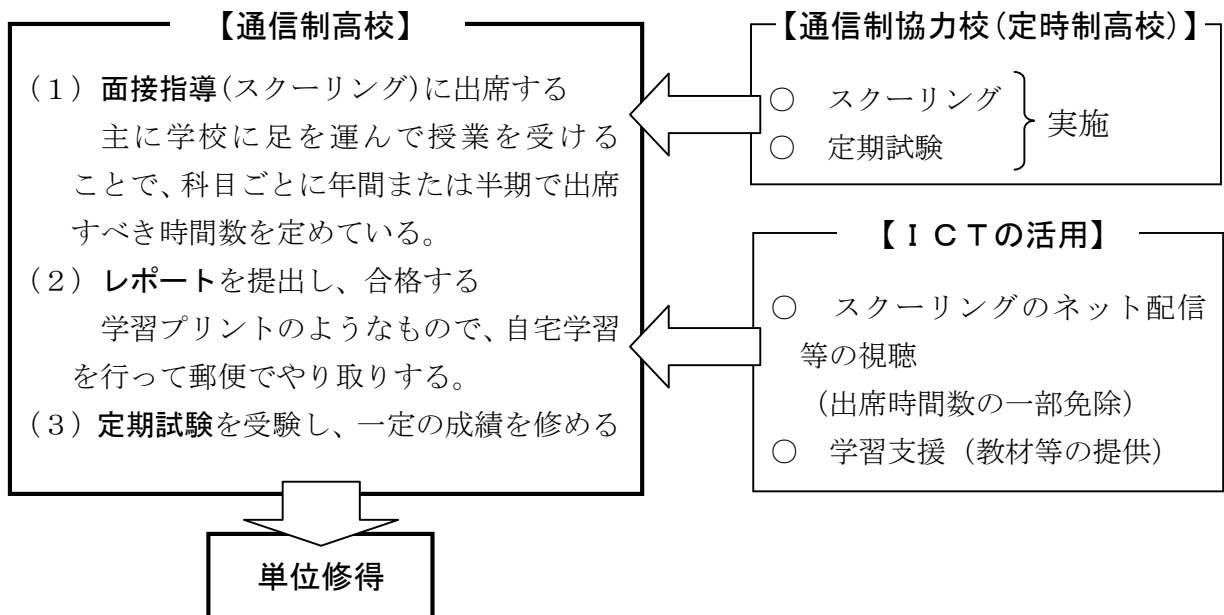 【通信制高校】
(1)面接指導(スクーリング)に出席する
主に学校に足を運んで授業を受ける
ことで、科目ごとに年間または半期で出席
すべき時間数を定めている。
(2)レポートを提出し、合格する
学習プリントのようなもので、自宅学習
を行って郵便でやり取りする。
(3)定期試験を受験し、一定の成績を修める
【通信制協力校(定時制高校)】
○ スクーリング
○ 定期試験
実施
【ICTの活用】
○ スクーリングのネット配信
等の視聴
(出席時間数の一部免除)
○ 学習支援(教材等の提供)
単位修得